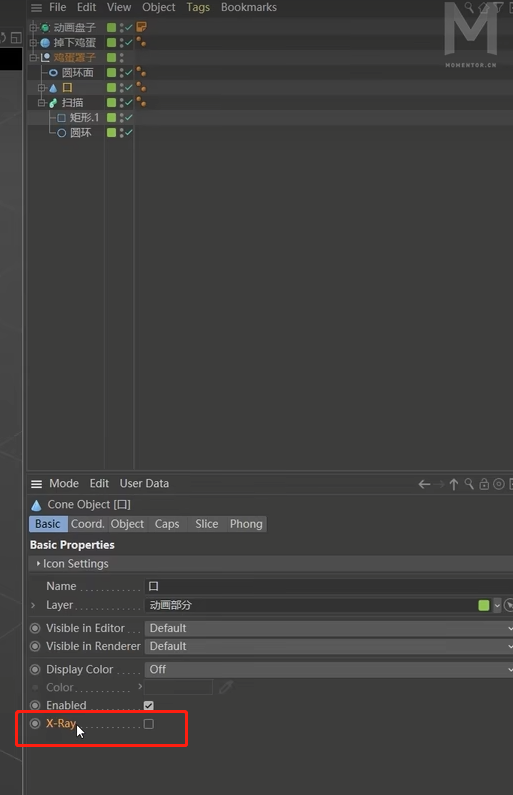 File Edit View Object Tags Bookmarks
M
MOMENTOR.CN
动画盘子
掉下鸡蛋
鸡蛋罩子
圆环面
口
扫描
矩形.1
圆环
Mode Edit User Data
Cone Object [口]
Basic Coord. Object Caps Slice Phong
Basic Properties
Icon Settings
Name 口
Layer 动画部分
Visible in Editor Default
Visible in Renderer Default
Display Color Off
Color
Enabled
X-Ray